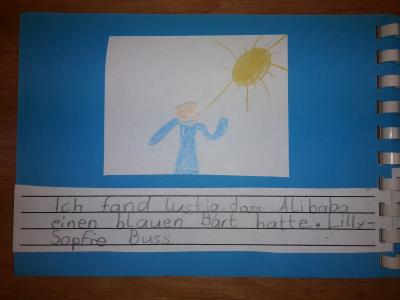 Ich fand lustig, dass Alibaba
einen blauen Bart hatte. Lilly-
Sopfie Buss